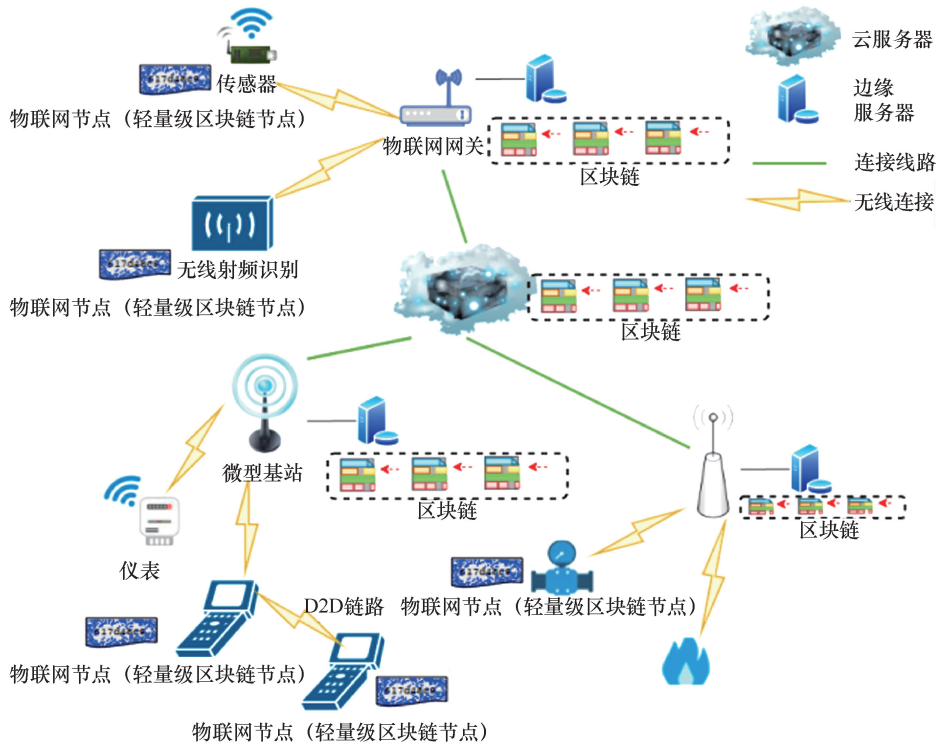 云服务器
617d46c9
传感器
边缘
服务器
物联网节点（轻量级区块链节点）
物联网网关
连接线路
区块链
无线连接
617d46c9
无线射频识别
物联网节点（轻量级区块链节点）
区块链
微型基站
区块链
区块链
仪表
617d46c9
D2D链路
物联网节点（轻量级区块链节点）
617d46c9
物联网节点（轻量级区块链节点）
617d46c9
物联网节点（轻量级区块链节点）